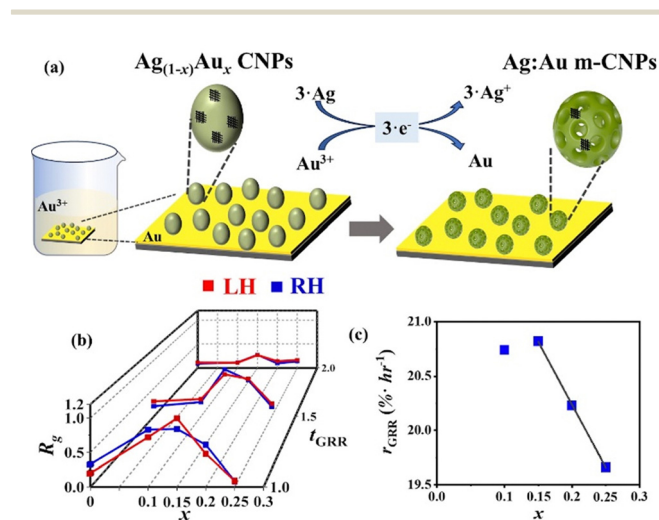 (a)
Ag(1-x)Aux CNPs
Ag:Au m-CNPs
3·Ag
3·Ag+
3·e-
Au3+
Au
Au3+
Au
LH
RH
(b)
1.2
1.0
0.5
0.0
Rg
0
0.1
0.15
0.2
0.25
0.3
x
1.0
1.5
2.0
tGRR
(c)
21.0
20.5
20.0
19.5
rGRR (%· hr-1)
0.0
0.1
0.2
0.3
x